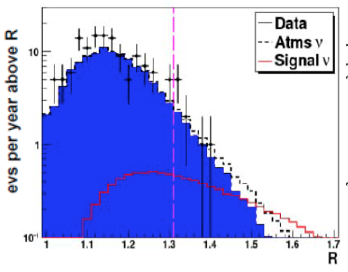 evs per year above R
10
1
10⁻¹
Data
Atms ν
Signal ν
1 1.1 1.2 1.3 1.4 1.5 1.6 1.7
R